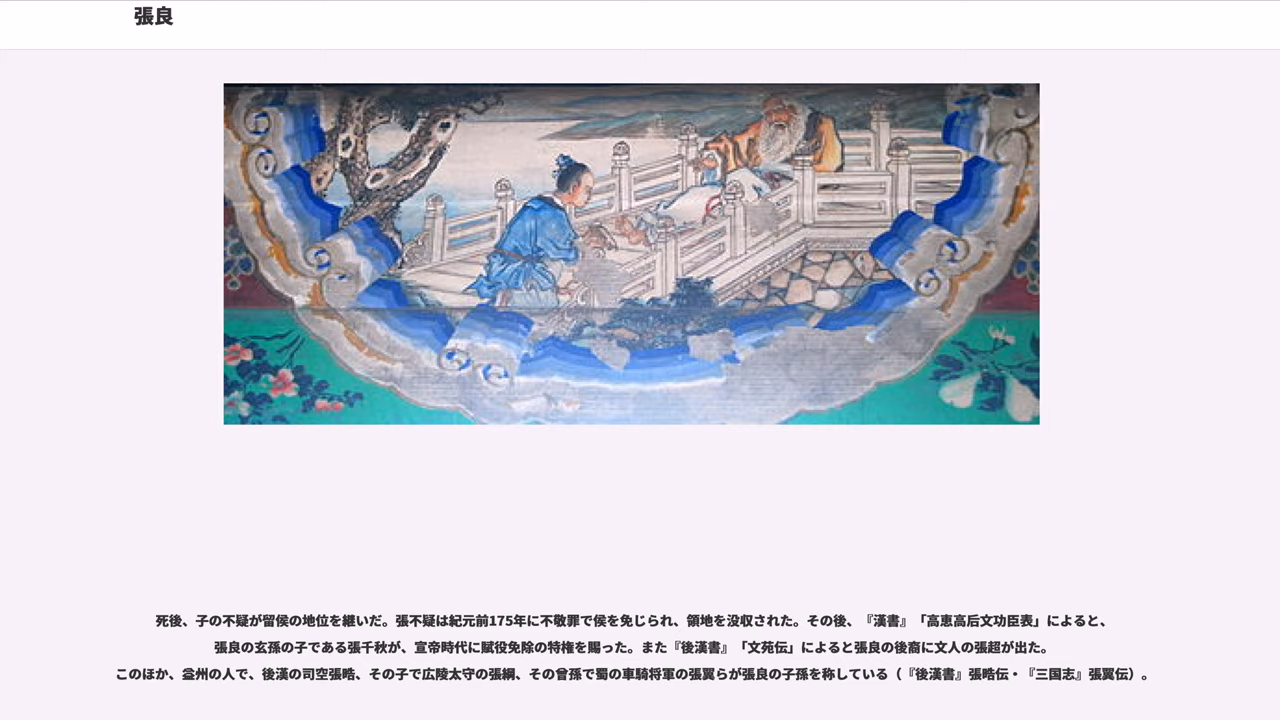 張良
死後、子の不疑が留侯の地位を継いだ。張不疑は紀元前175年に不敬罪で侯を免じられ、領地を没収された。その後、『漢書』「高恵高后文功臣表」によると、
張良の玄孫の子である張千秋が、宣帝時代に賦役免除の特権を賜った。また『後漢書』「文苑伝」によると張良の後裔に文人の張超が出た。
このほか、益州の人で、後漢の司空張晧、その子で広陵太守の張綱、その曾孫で蜀の車騎将軍の張翼らが張良の子孫を称している（『後漢書』張晧伝・『三国志』張翼伝）。